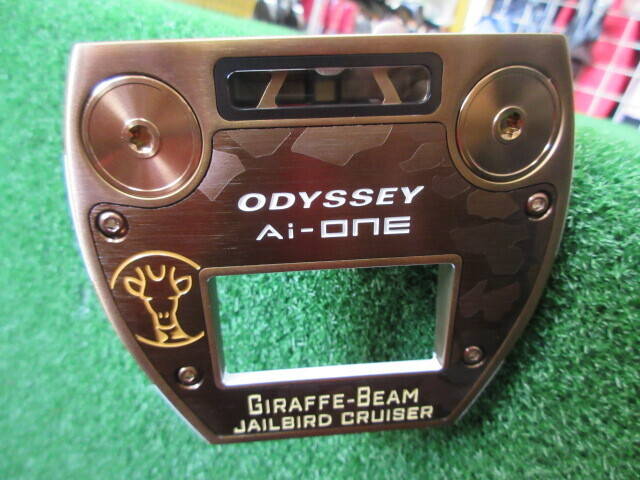 ODYSSEY
Ai-ONE
GIRAFFE-BEAM
JAILBIRD CRUISER